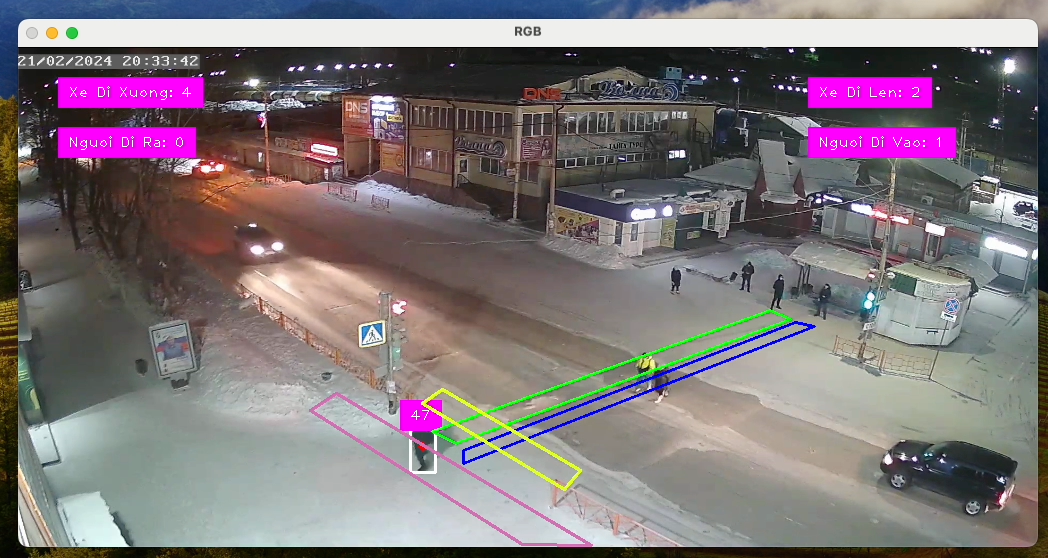 RGB
21/02/2024 20:33:42
Xe Di Xuong: 4
Xe Di Len: 2
Nguoi Di Ra: 0
Nguoi Di Vao: 1
DNS
DNS
47